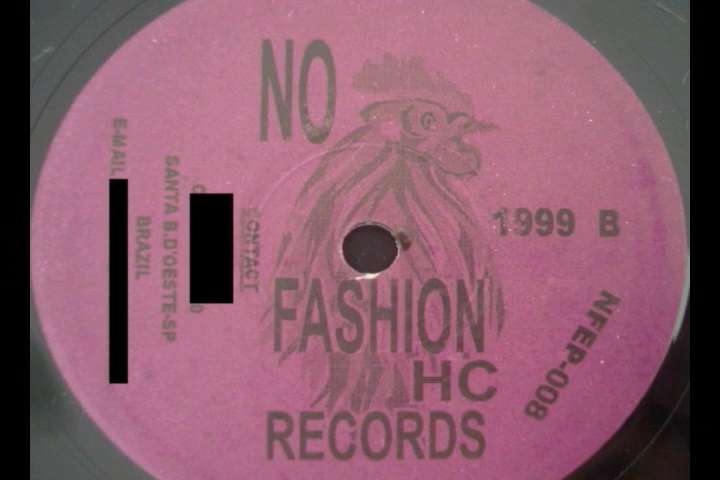 NO
FASHION
HC
RECORDS
1999 B
NFEP-008
CONTACT
SANTA B.D'OESTE-SP
BRAZIL
E-MAIL